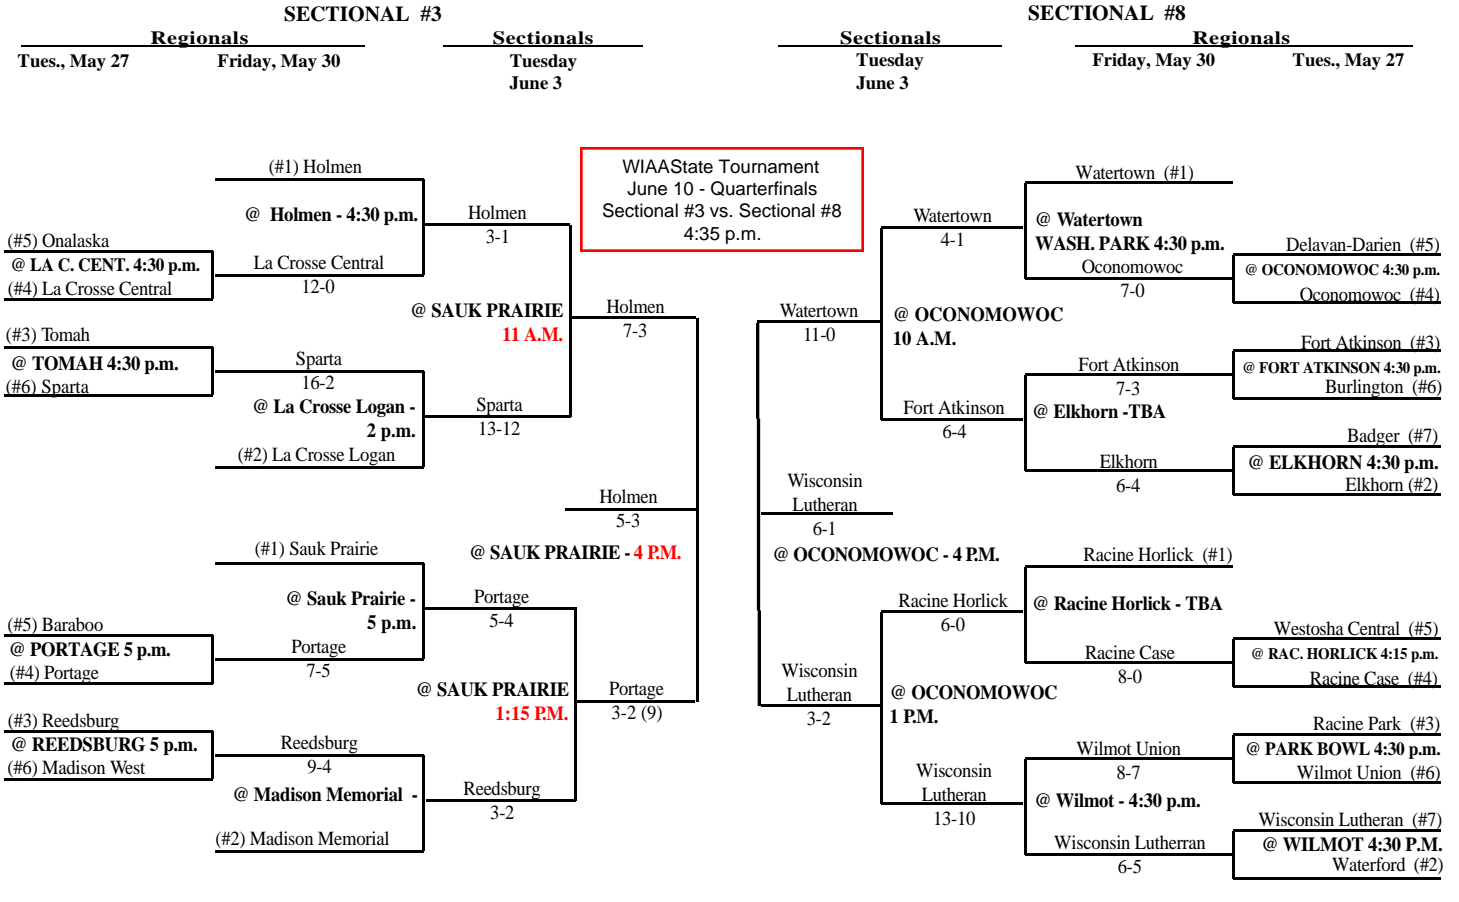 SECTIONAL #3
Regionals
Sectionals
Tues., May 27
Friday, May 30
Tuesday
June 3
(#1) Holmen
@ Holmen - 4:30 p.m.
(#5) Onalaska
@ LA C. CENT. 4:30 p.m.
(#4) La Crosse Central
La Crosse Central
12-0
Holmen
3-1
@ SAUK PRAIRIE
11 A.M.
(#3) Tomah
@ TOMAH 4:30 p.m.
(#6) Sparta
Sparta
16-2
@ La Crosse Logan -
2 p.m.
(#2) La Crosse Logan
Sparta
13-12
Holmen
7-3
Holmen
5-3
@ SAUK PRAIRIE - 4 P.M.
(#1) Sauk Prairie
@ Sauk Prairie -
5 p.m.
(#5) Baraboo
@ PORTAGE 5 p.m.
(#4) Portage
Portage
7-5
Portage
5-4
@ SAUK PRAIRIE
1:15 P.M.
Portage
3-2 (9)
(#3) Reedsburg
@ REEDSBURG 5 p.m.
(#6) Madison West
Reedsburg
9-4
@ Madison Memorial -
(#2) Madison Memorial
Reedsburg
3-2
WIAAState Tournament
June 10 - Quarterfinals
Sectional #3 vs. Sectional #8
4:35 p.m.
SECTIONAL #8
Sectionals
Regionals
Tuesday
June 3
Friday, May 30
Tues., May 27
Watertown (#1)
@ Watertown
WASH. PARK 4:30 p.m.
Watertown
4-1
Oconomowoc
7-0
Delavan-Darien (#5)
@ OCONOMOWOC 4:30 p.m.
Oconomowoc (#4)
Watertown
11-0
@ OCONOMOWOC
10 A.M.
Fort Atkinson (#3)
@ FORT ATKINSON 4:30 p.m.
Burlington (#6)
Fort Atkinson
7-3
@ Elkhorn -TBA
Fort Atkinson
6-4
Elkhorn
6-4
Badger (#7)
@ ELKHORN 4:30 p.m.
Elkhorn (#2)
Wisconsin
Lutheran
6-1
@ OCONOMOWOC - 4 P.M.
Racine Horlick (#1)
@ Racine Horlick - TBA
Racine Horlick
6-0
Racine Case
8-0
Westosha Central (#5)
@ RAC. HORLICK 4:15 p.m.
Racine Case (#4)
Wisconsin
Lutheran
3-2
@ OCONOMOWOC
1 P.M.
Racine Park (#3)
@ PARK BOWL 4:30 p.m.
Wilmot Union (#6)
Wilmot Union
8-7
@ Wilmot - 4:30 p.m.
Wisconsin
Lutheran
13-10
Wisconsin Lutherran
6-5
Wisconsin Lutheran (#7)
@ WILMOT 4:30 P.M.
Waterford (#2)